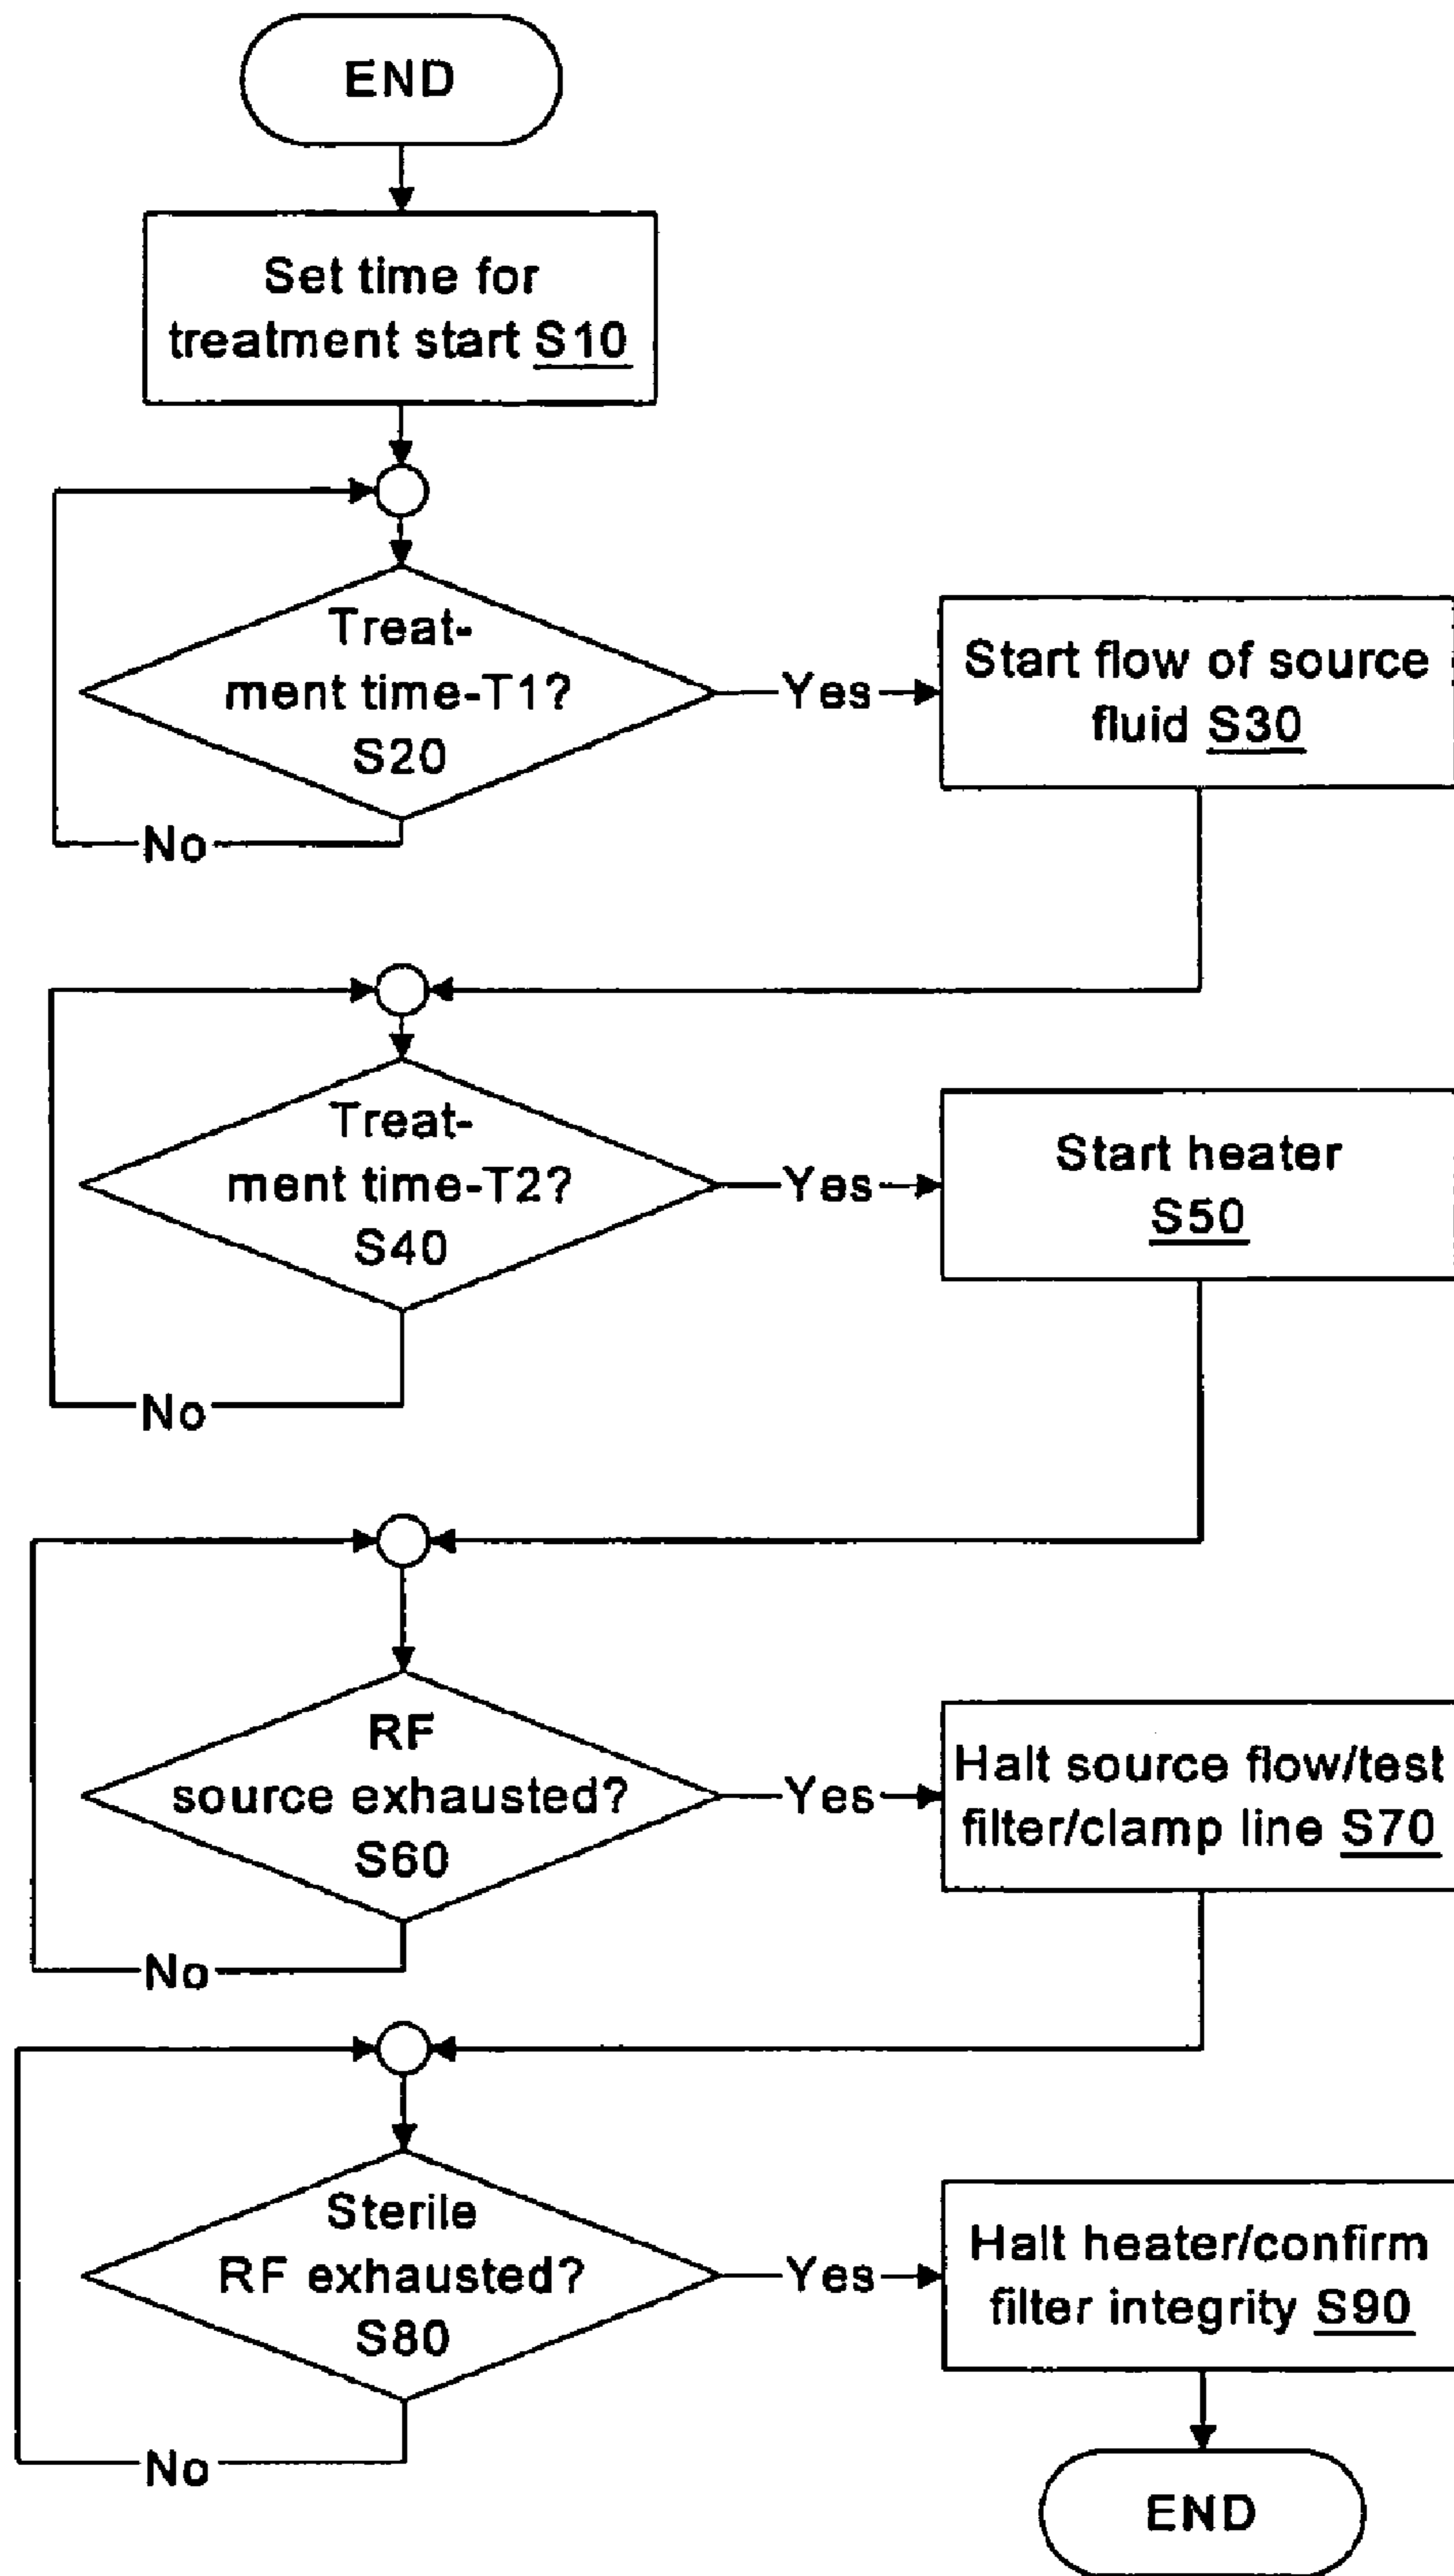 END
Set time for
treatment start S10
Treat-
ment time-T1?
S20
Yes
Start flow of source
fluid S30
No
Treat-
ment time-T2?
S40
Yes
Start heater
S50
No
RF
source exhausted?
S60
Yes
Halt source flow/test
filter/clamp line S70
No
Sterile
RF exhausted?
S80
Yes
Halt heater/confirm
filter integrity S90
No
END